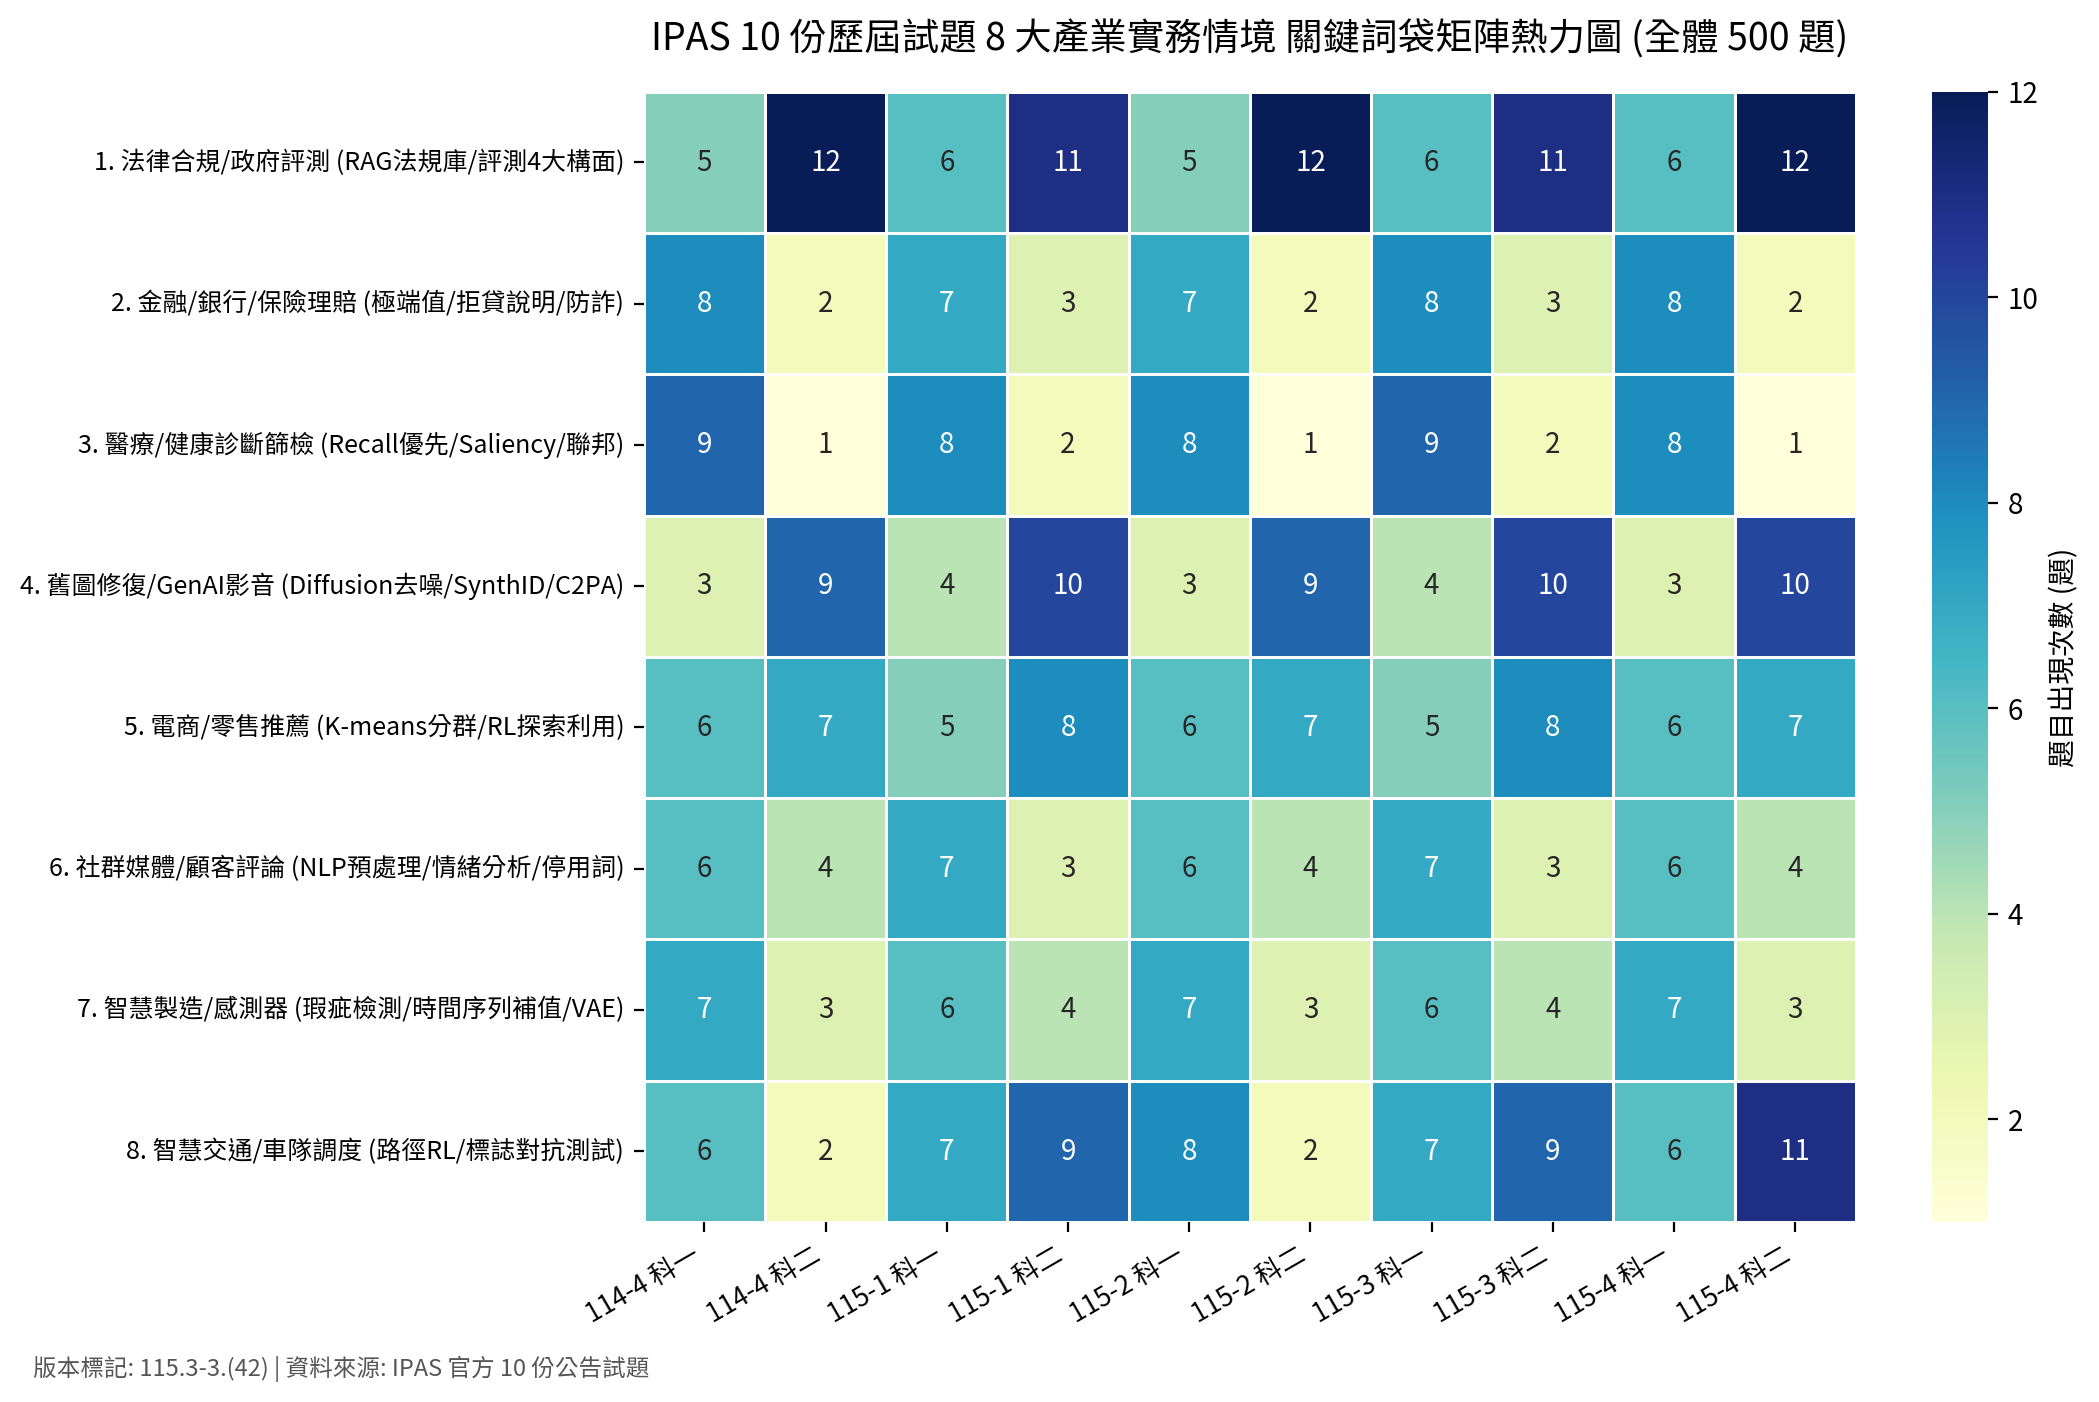 IPAS 10 份歷屆試題 8 大產業實務情境 關鍵詞袋矩陣熱力圖 (全體 500 題)
1. 法律合規/政府評測 (RAG法規庫/評測4大構面) 5 12 6 11 5 12 6 11 6 12
2. 金融/銀行/保險理賠 (極端值/拒貸說明/防詐) 8 2 7 3 7 2 8 3 8 2
3. 醫療/健康診斷篩檢 (Recall優先/Saliency/聯邦) 9 1 8 2 8 1 9 2 8 1
4. 舊圖修復/GenAI影音 (Diffusion去噪/SynthID/C2PA) 3 9 4 10 3 9 4 10 3 10
5. 電商/零售推薦 (K-means分群/RL探索利用) 6 7 5 8 6 7 5 8 6 7
6. 社群媒體/顧客評論 (NLP預處理/情緒分析/停用詞) 6 4 7 3 6 4 7 3 6 4
7. 智慧製造/感測器 (瑕疵檢測/時間序列補值/VAE) 7 3 6 4 7 3 6 4 7 3
8. 智慧交通/車隊調度 (路徑RL/標誌對抗測試) 6 2 7 9 8 2 7 9 6 11
114-4 科一 114-4 科二 115-1 科一 115-1 科二 115-2 科一 115-2 科二 115-3 科一 115-3 科二 115-4 科一 115-4 科二
12
10
8
6
4
2
題目出現次數 (題)
版本標記: 115.3-3.(42) | 資料來源: IPAS 官方 10 份公告試題